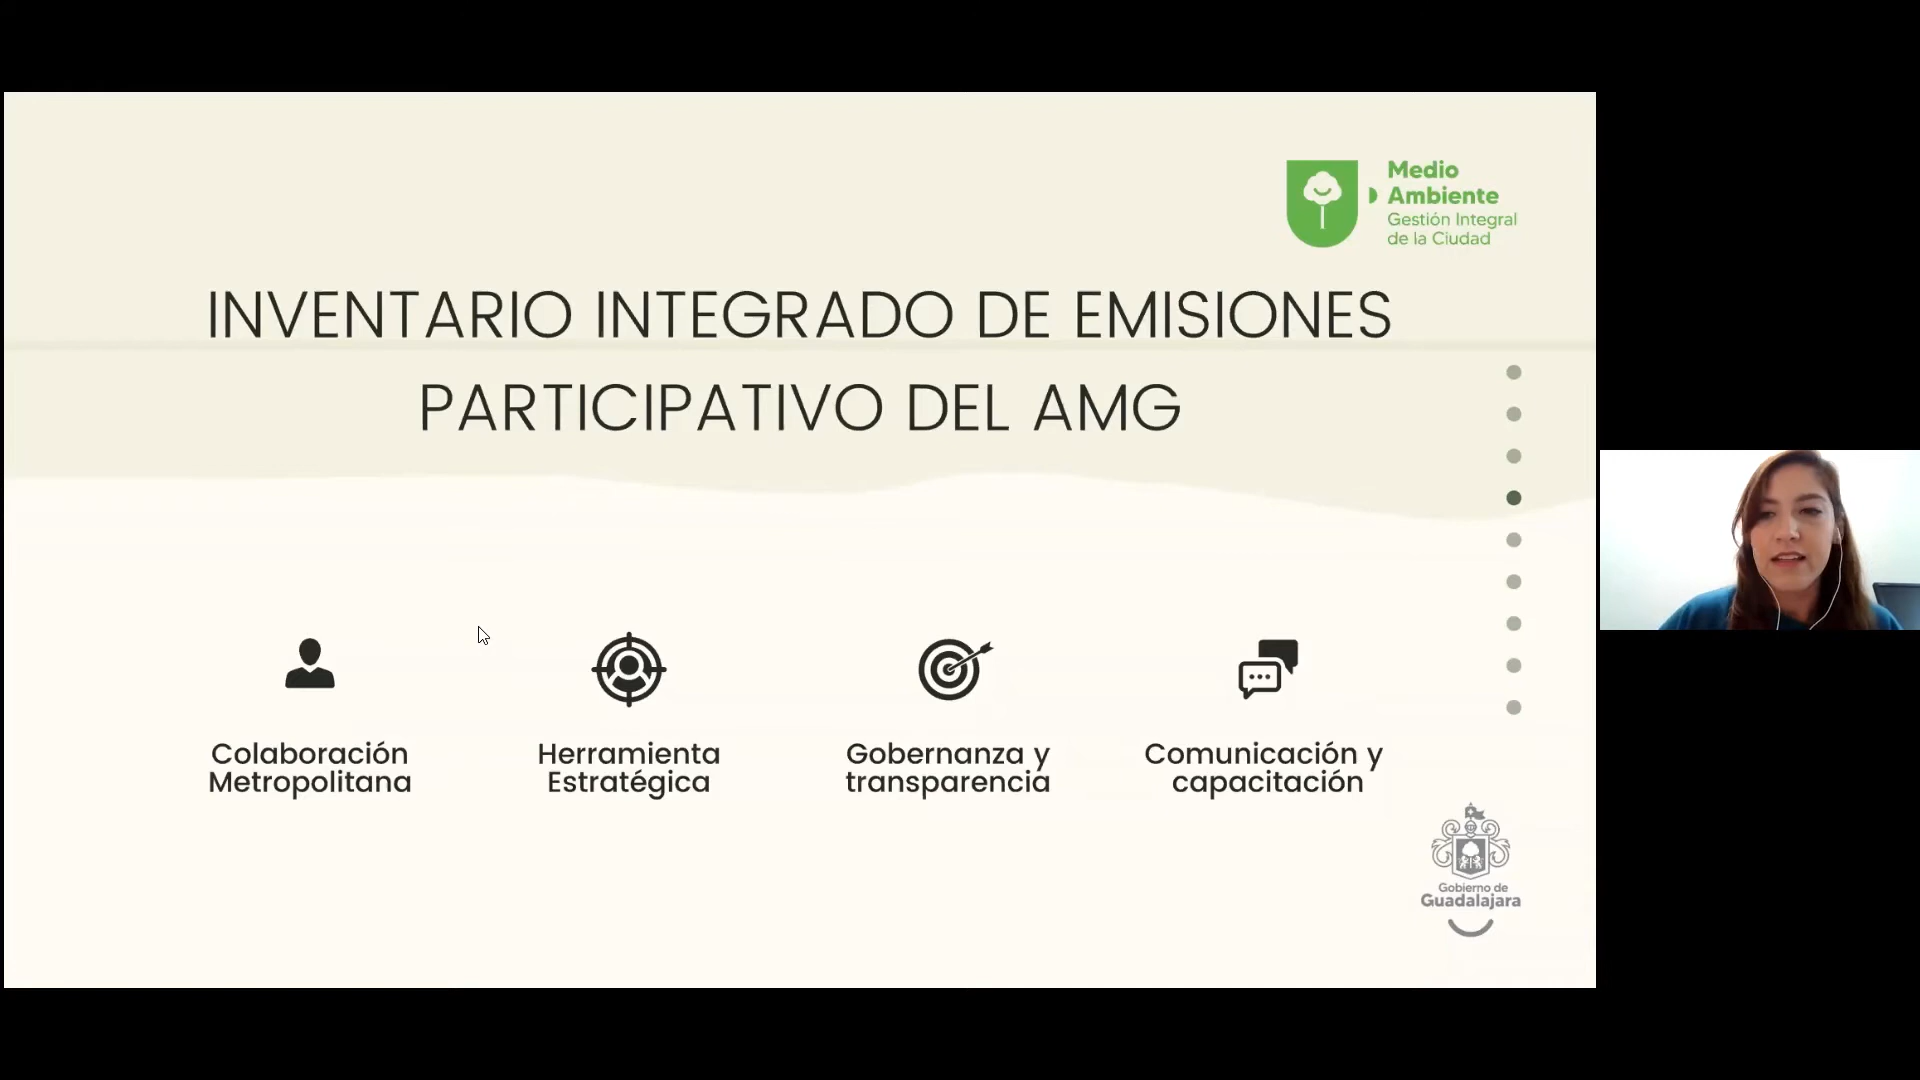 Medio
Ambiente
Gestión Integral
de la Ciudad
INVENTARIO INTEGRADO DE EMISIONES
PARTICIPATIVO DEL AMG
Colaboración
Metropolitana
Herramienta
Estratégica
Gobernanza y
transparencia
Comunicación y
capacitación
Gobierno de
Guadalajara